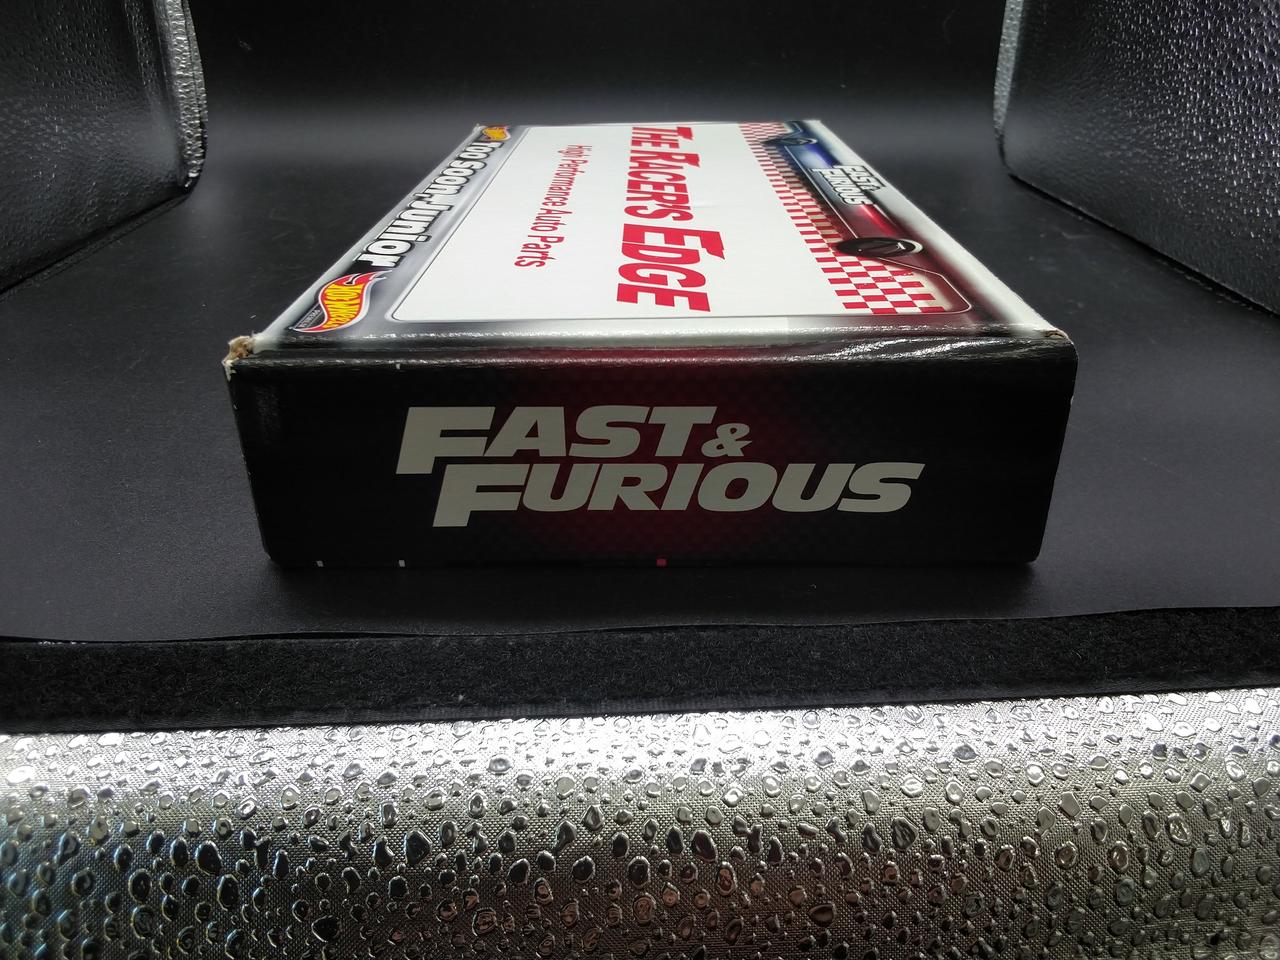 FAST &
FURIOUS
THE RACER'S EDGE
High Performance Auto Parts
Too Soon, Junior
HOT WHEELS
FAST &
FURIOUS